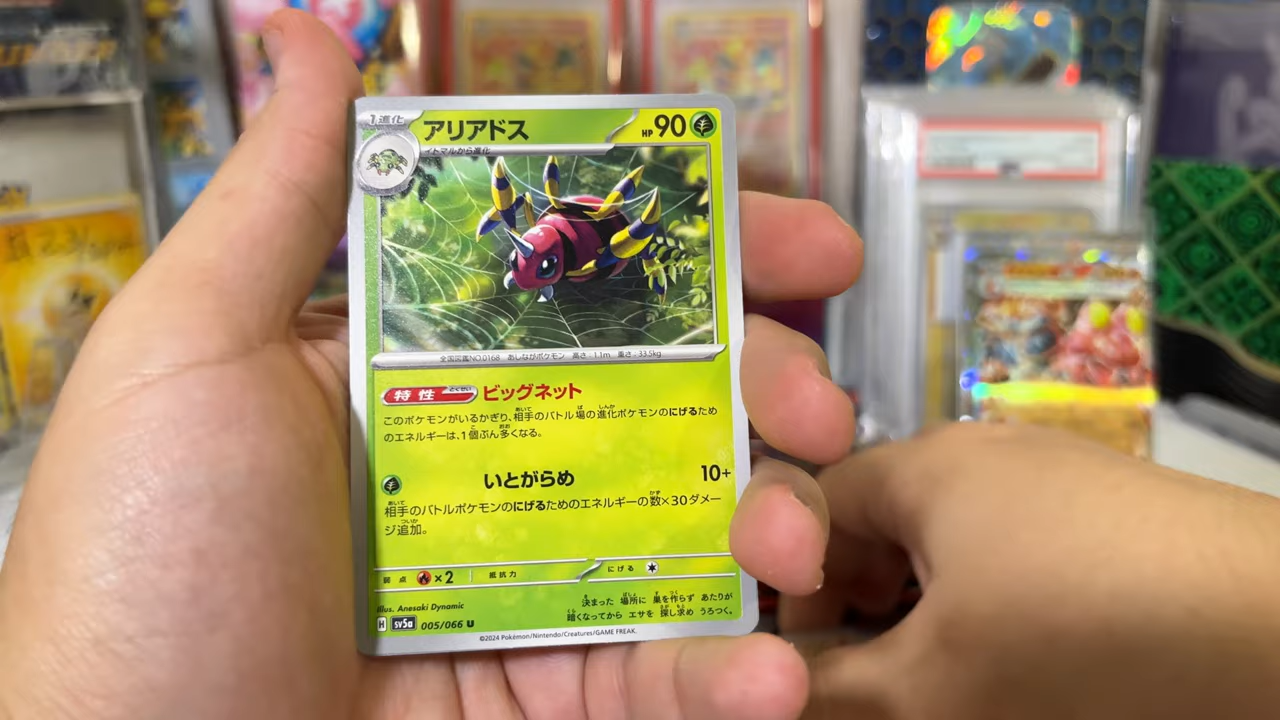 1進化
アリアドス
HP 90
イトマルから進化
全国図鑑NO.0168 あしながポケモン 高さ:1.1m 重さ:33.5kg
特性
とくせい
ビッグネット
このポケモンがいるかぎり、相手のバトル場の進化ポケモンのにげるため
のエネルギーは、1個ぶん多くなる。
いとがらめ 10+
相手のバトルポケモンのにげるためのエネルギーの数×30ダメー
ジ追加。
弱点 ×2 抵抗力 にげる
Illus. Anesaki Dynamic
決まった 場所に 巣を作らず あたりが
暗くなってから エサを 探し求め うろつく。
H sv5a 005/066 U
©2024 Pokémon/Nintendo/Creatures/GAME FREAK.